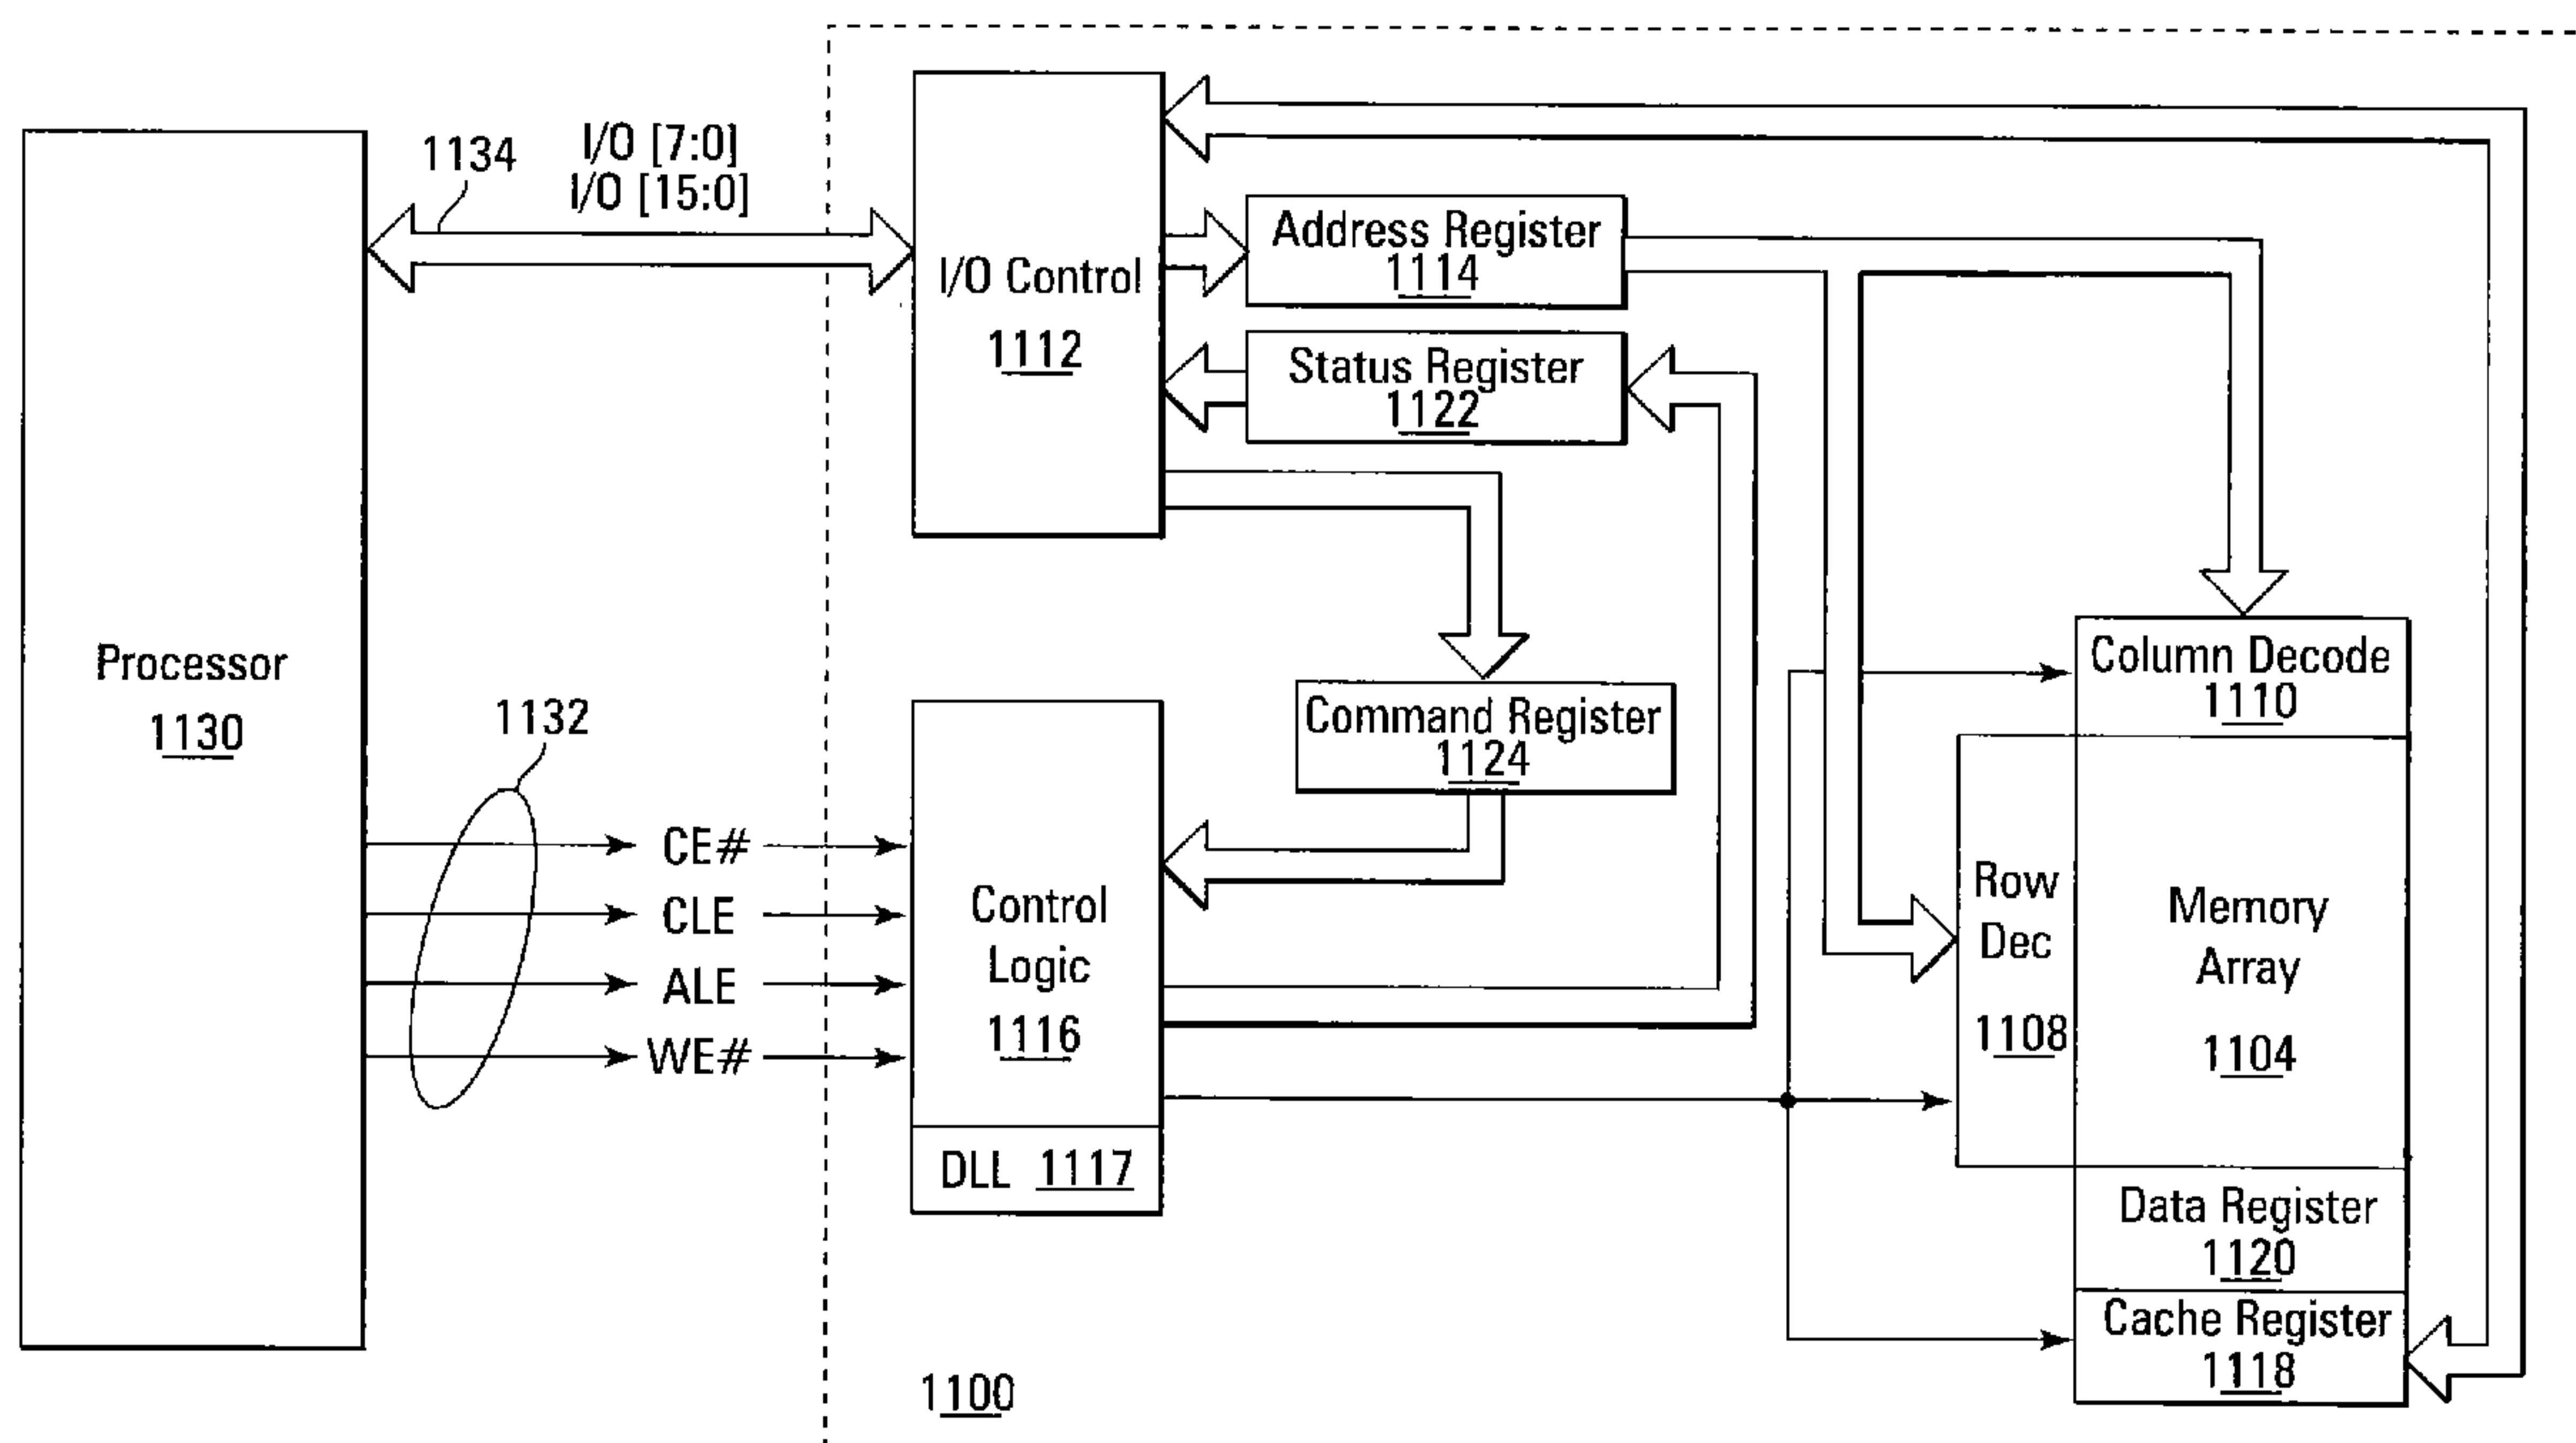 1134
I/O [7:0]
I/O [15:0]
Processor
1130
1132
CE#
CLE
ALE
WE#
I/O Control
1112
Address Register
1114
Status Register
1122
Command Register
1124
Control
Logic
1116
DLL 1117
1100
Column Decode
1110
Row
Dec
1108
Memory
Array
1104
Data Register
1120
Cache Register
1118